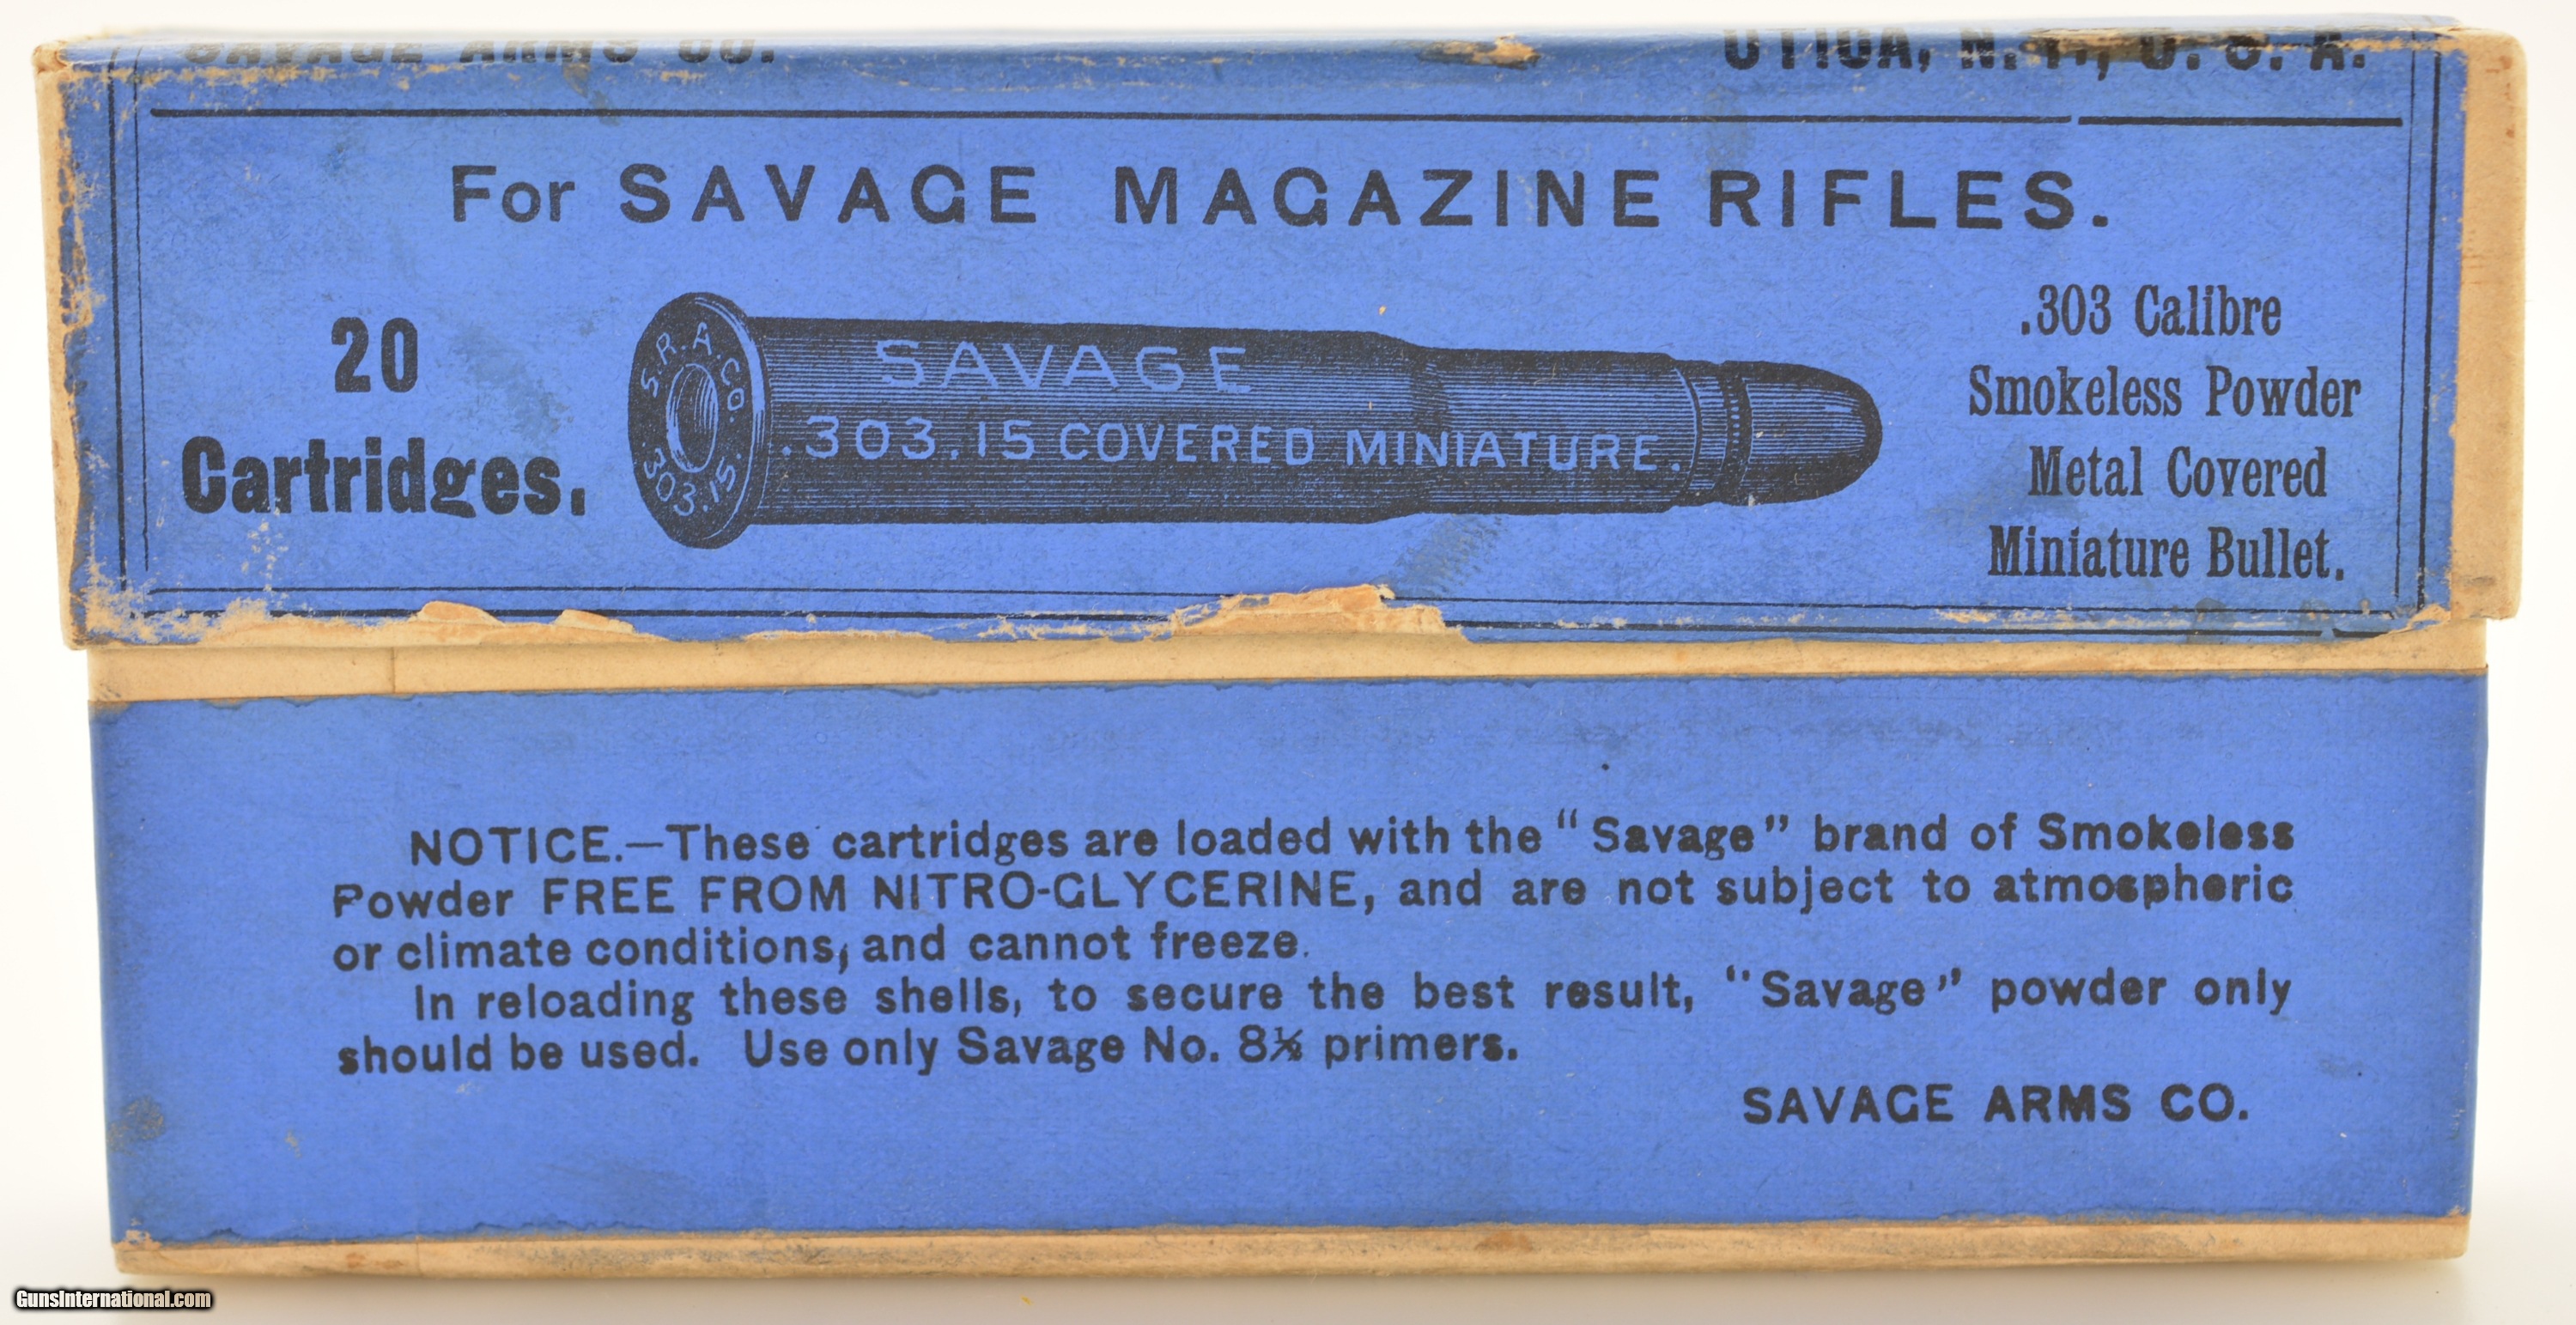 SAVAGE ARMS CO. UTICA, N. Y., U. S. A.
For SAVAGE MAGAZINE RIFLES.
20
Cartridges.
S.R.A.CO.
.303.15.
SAVAGE
.303.15 COVERED MINIATURE.
.303 Calibre
Smokeless Powder
Metal Covered
Miniature Bullet.
NOTICE.—These cartridges are loaded with the "Savage" brand of Smokeless
Powder FREE FROM NITRO-GLYCERINE, and are not subject to atmospheric
or climate conditions, and cannot freeze.
In reloading these shells, to secure the best result, "Savage" powder only
should be used. Use only Savage No. 8½ primers.
SAVAGE ARMS CO.
GunsInternational.com